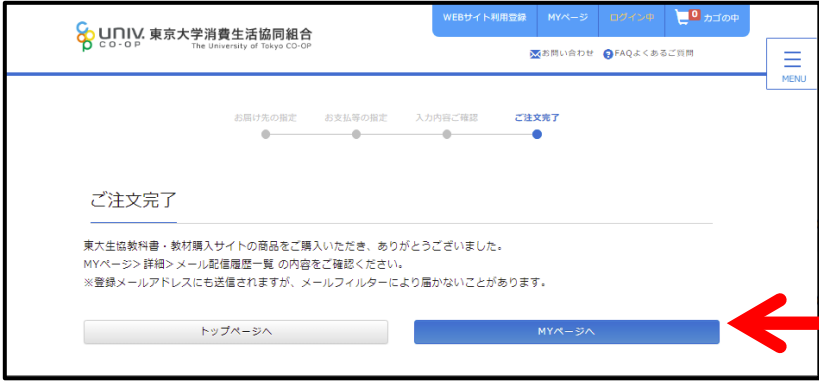 WEBサイト利用登録 MYページ ログイン中 0 カゴの中
UNIV. 東京大学消費生活協同組合
CO-OP The University of Tokyo CO-OP
お問い合わせ ?FAQよくあるご質問
MENU
お届け先の指定 お支払等の指定 入力内容ご確認 ご注文完了
ご注文完了
東大生協教科書・教材購入サイトの商品をご購入いただき、ありがとうございました。
MYページ>詳細>メール配信履歴一覧 の内容をご確認ください。
※登録メールアドレスにも送信されますが、メールフィルターにより届かないことがあります。
トップページへ MYページへ